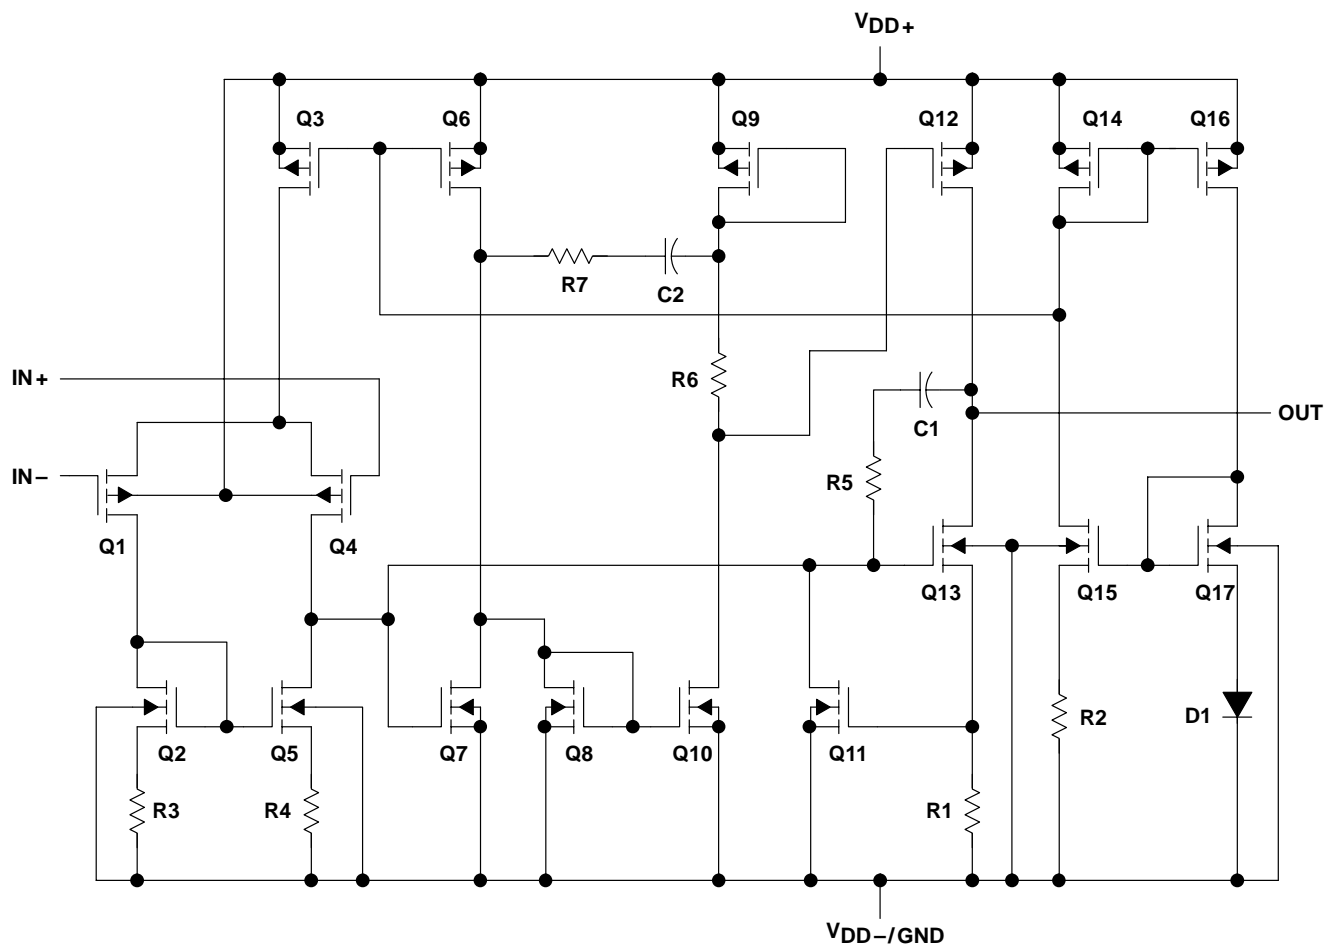 VDD+
Q3
Q6
Q9
Q12
Q14
Q16
R7
C2
IN+
R6
C1
OUT
IN−
R5
Q1
Q4
Q13
Q15
Q17
Q2
Q5
Q7
Q8
Q10
Q11
R2
D1
R3
R4
R1
VDD−/GND